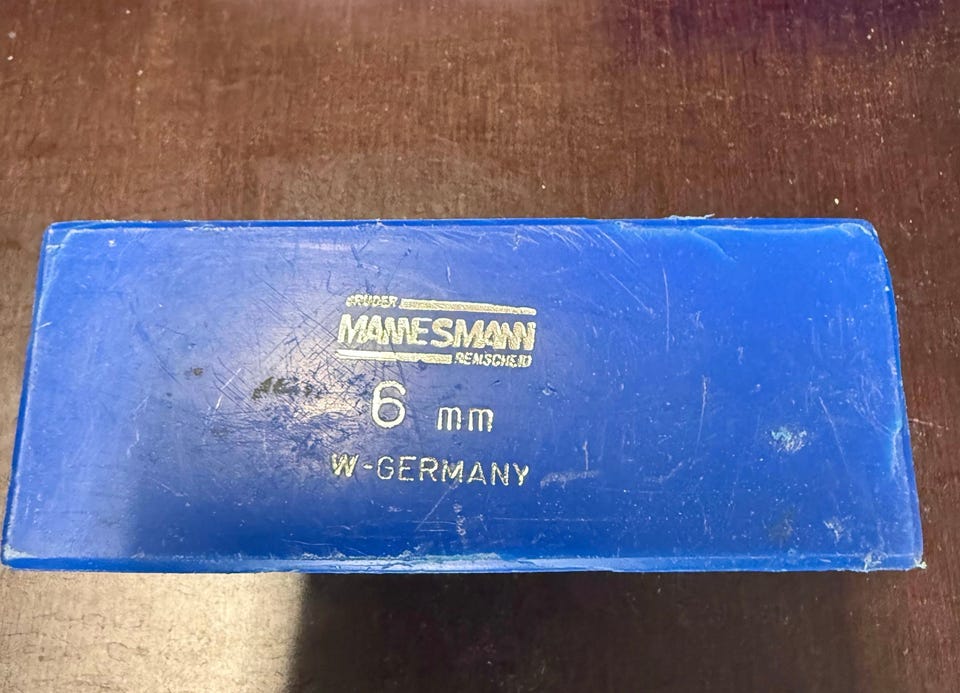 BRÜDER
MANNESMANN
REMSCHEID
6 mm
W-GERMANY